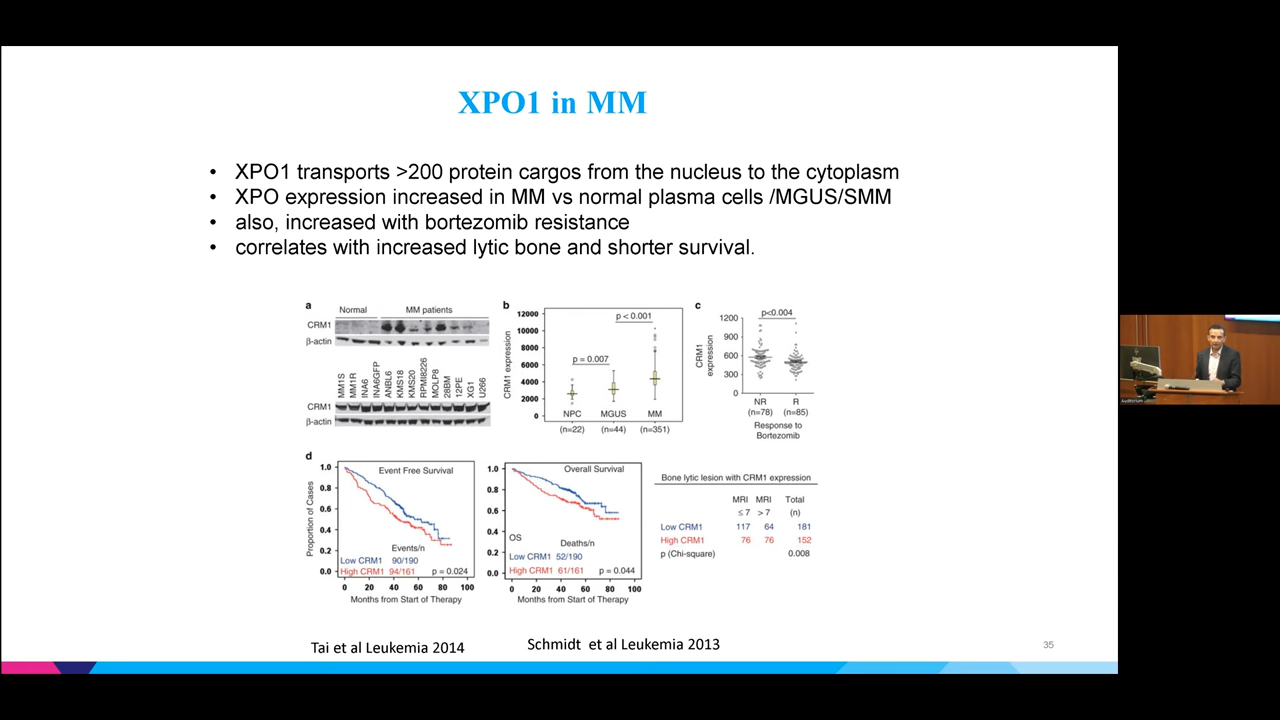 XPO1 in MM
• XPO1 transports >200 protein cargos from the nucleus to the cytoplasm
• XPO expression increased in MM vs normal plasma cells /MGUS/SMM
• also, increased with bortezomib resistance
• correlates with increased lytic bone and shorter survival.
a
Normal MM patients
CRM1
β-actin
MM1S MM1R INA6 INA6GFP ANBL6 KMS18 KMS20 RPMI8226 MOLP8 28BM 12PE XG1 U266
CRM1
β-actin
b
CRM1 expression
12000
10000
8000
6000
4000
2000
0
p < 0.001
p = 0.007
NPC MGUS MM
(n=22) (n=44) (n=351)
c
CRM1 expression
1200
900
600
300
0
p<0.004
NR R
(n=78) (n=85)
Response to
Bortezomib
d
Proportion of Cases
1.0
0.8
0.6
0.4
0.2
0.0
Event Free Survival
Events/n
Low CRM1 90/190
High CRM1 94/161 p = 0.024
0 20 40 60 80 100
Months from Start of Therapy
1.0
0.8
0.6
0.4
0.2
0.0
Overall Survival
OS
Deaths/n
Low CRM1 52/190
High CRM1 61/161 p = 0.044
0 20 40 60 80 100
Months from Start of Therapy
Bone lytic lesion with CRM1 expression
MRI MRI Total
≤ 7 > 7 (n)
Low CRM1 117 64 181
High CRM1 76 76 152
p (Chi-square) 0.008
Tai et al Leukemia 2014
Schmidt et al Leukemia 2013
35
Auditorium